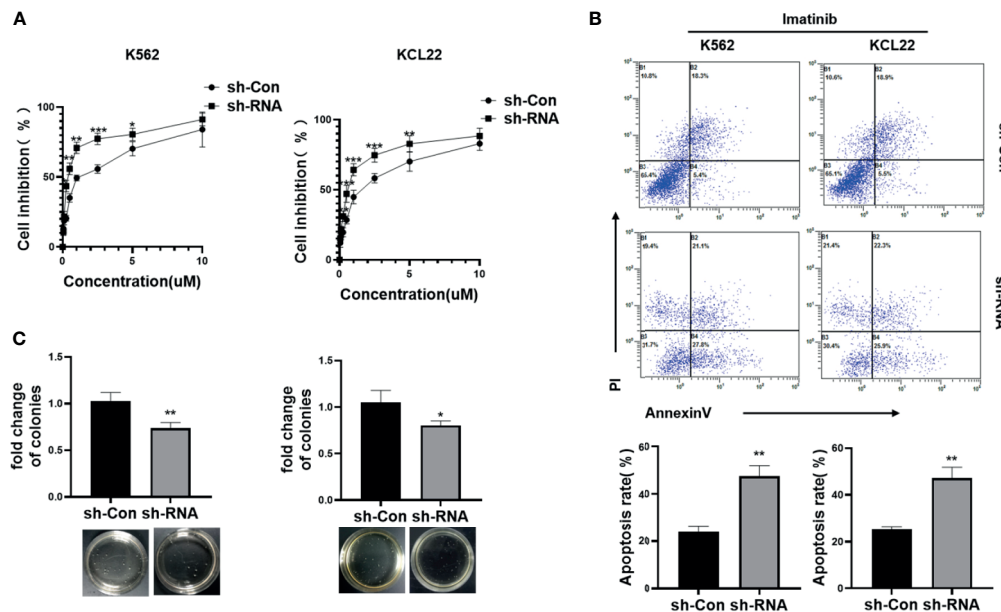 A
K562
sh-Con
sh-RNA
Cell inhibition( %)
100
50
0
** ** *** *
0 5 10
Concentration(uM)
KCL22
sh-Con
sh-RNA
Cell inhibition( %)
100
50
0
*** *** **
0 5 10
Concentration(uM)
B
Imatinib
K562 KCL22
B1 10.8%
B2 18.3%
B3 65.4%
B4 5.4%
B1 10.6%
B2 18.9%
B3 65.1%
B4 5.5%
B1 19.4%
B2 21.1%
B3 31.7%
B4 27.8%
B1 21.4%
B2 22.3%
B3 30.4%
B4 25.9%
sh-RNA
PI
AnnexinV
Apoptosis rate( %)
60
40
20
0
**
sh-Con sh-RNA
Apoptosis rate( %)
60
40
20
0
**
sh-Con sh-RNA
C
fold change
of colonies
1.5
1.0
0.5
0.0
**
sh-Con sh-RNA
fold change
of colonies
1.5
1.0
0.5
0.0
*
sh-Con sh-RNA